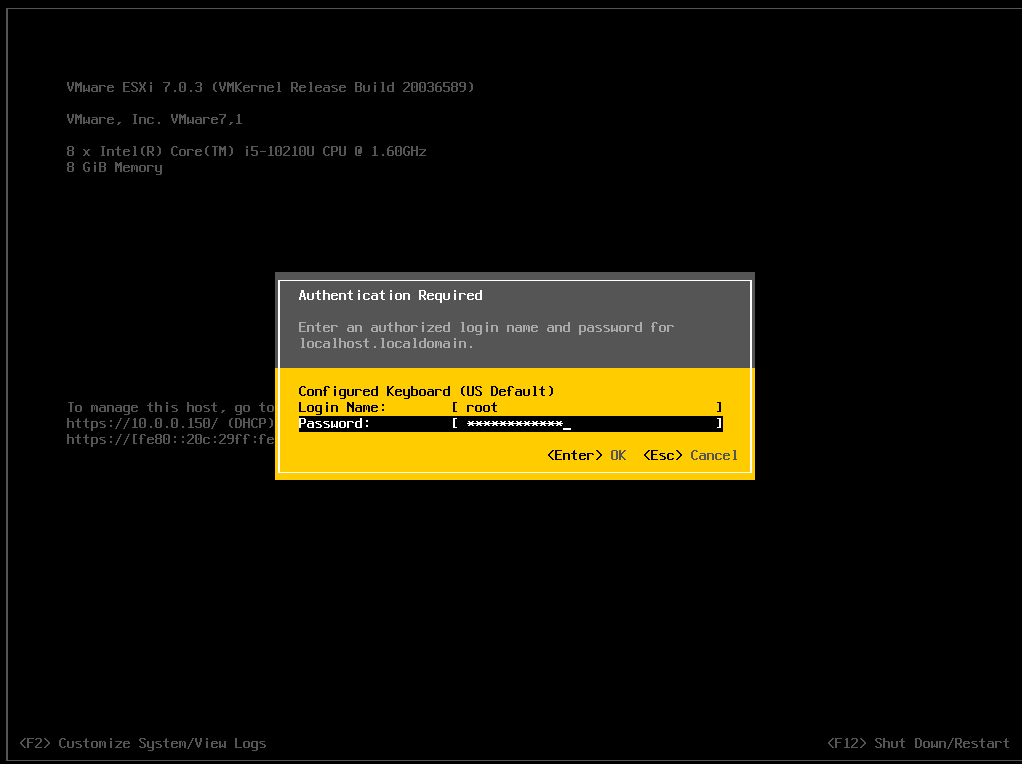 VMware ESXi 7.0.3 (VMKernel Release Build 20036589)
VMware, Inc. VMware7,1
8 x Intel(R) Core(TM) i5-10210U CPU @ 1.60GHz
8 GiB Memory
Authentication Required
Enter an authorized login name and password for
localhost.localdomain.
Configured Keyboard (US Default)
Login Name: [ root ]
Password: [ ************_ ]
<Enter> OK <Esc> Cancel
To manage this host, go to
https://10.0.0.150/ (DHCP)
https://[fe80::20c:29ff:fe
<F2> Customize System/View Logs
<F12> Shut Down/Restart